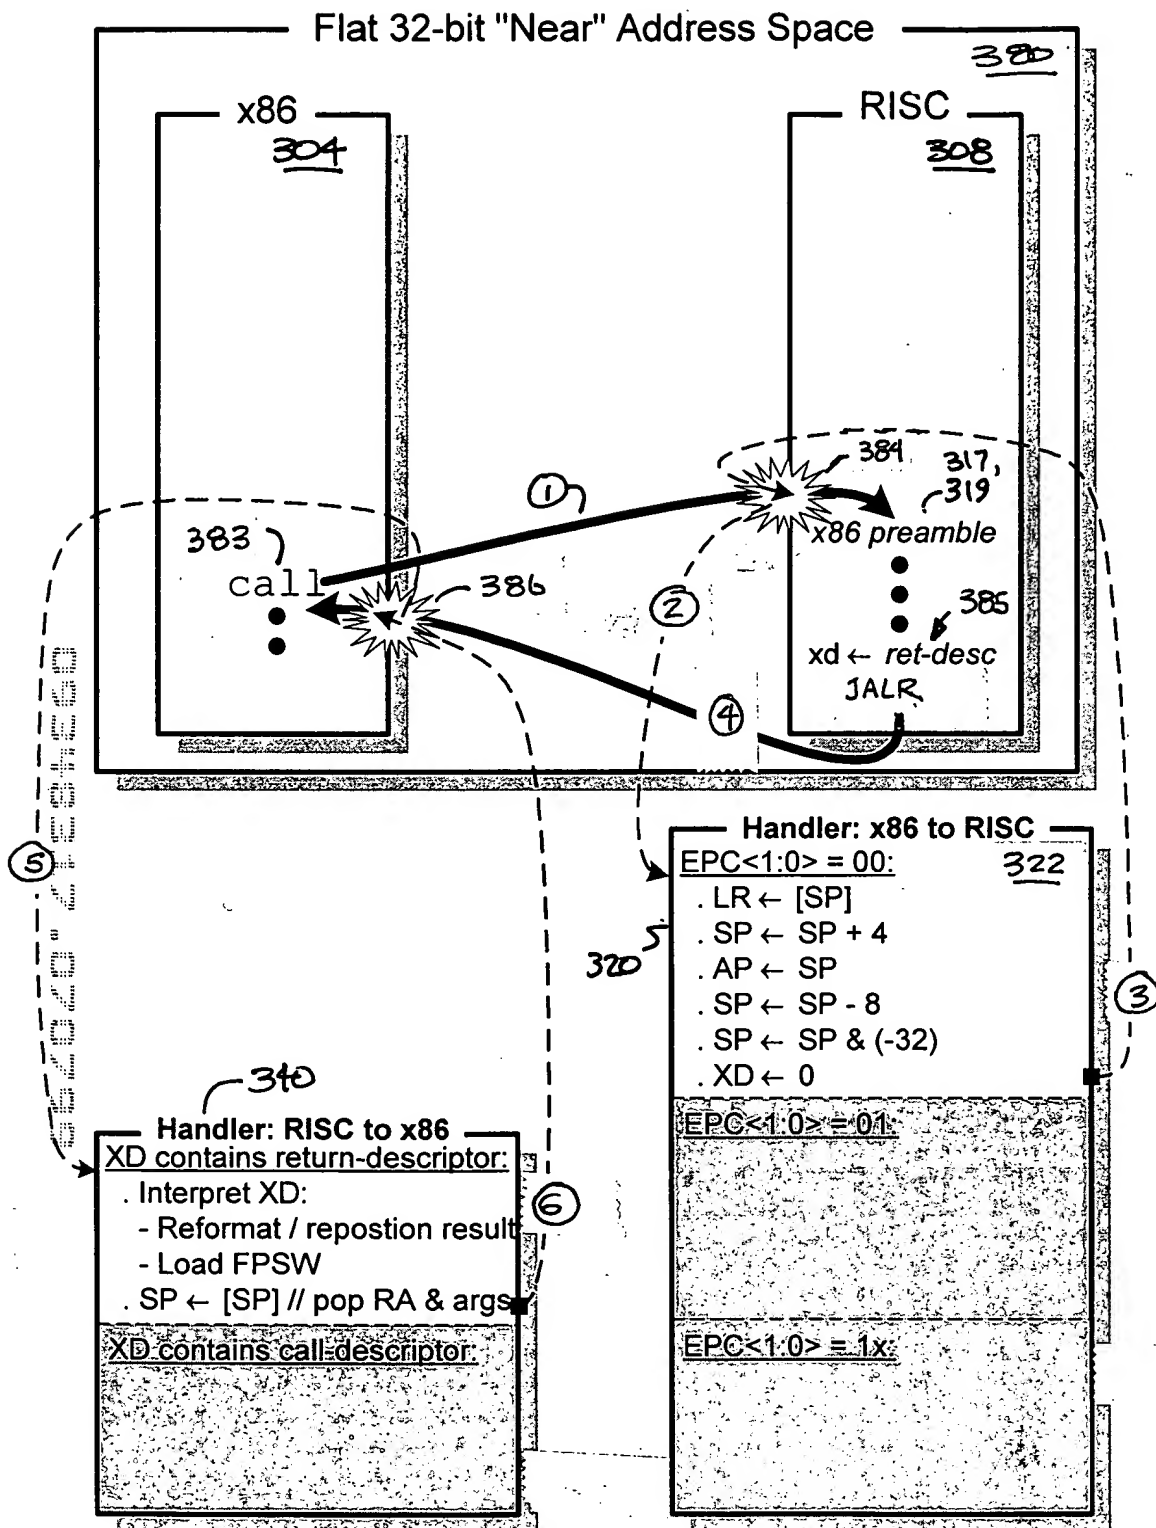 Flat 32-bit "Near" Address Space
380
x86
304
RISC
308
384
317,
319
①
x86 preamble
383
call
386
②
385
xd ← ret-desc
JALR
④
⑤
Handler: x86 to RISC
322
EPC<1:0> = 00:
. LR ← [SP]
. SP ← SP + 4
320
. AP ← SP
. SP ← SP - 8
. SP ← SP & (-32)
. XD ← 0
③
EPC<1:0> = 01:
EPC<1:0> = 1x:
340
Handler: RISC to x86
XD contains return-descriptor:
. Interpret XD:
- Reformat / repostion result
- Load FPSW
. SP ← [SP] // pop RA & args
⑥
XD contains call-descriptor: